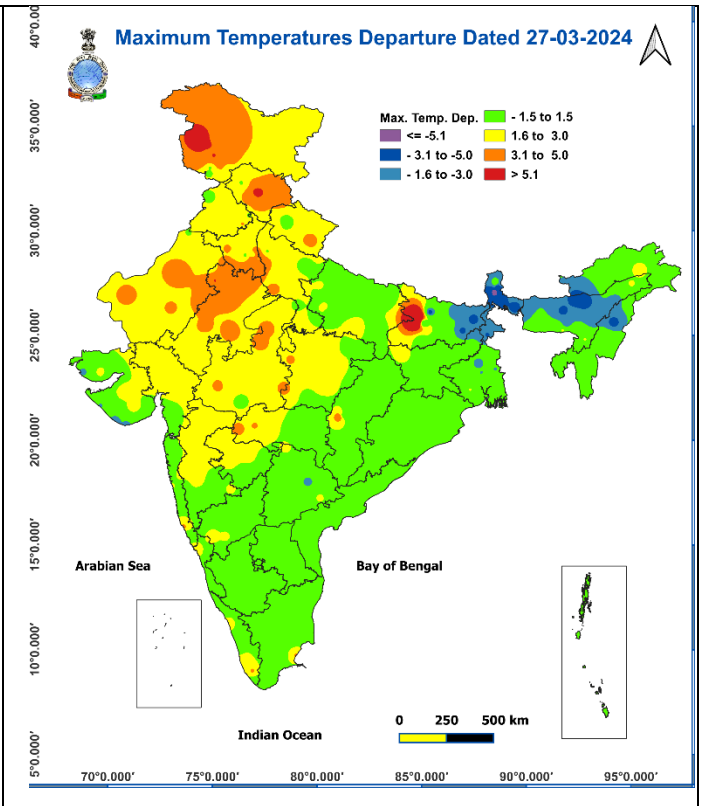 Maximum Temperatures Departure Dated 27-03-2024
Max. Temp. Dep.
<= -5.1
- 3.1 to -5.0
- 1.6 to -3.0
- 1.5 to 1.5
1.6 to 3.0
3.1 to 5.0
> 5.1
40°0.000'
35°0.000'
30°0.000'
25°0.000'
20°0.000'
15°0.000'
10°0.000'
5°0.000'
Arabian Sea
Bay of Bengal
Indian Ocean
0 250 500 km
70°0.000' 75°0.000' 80°0.000' 85°0.000' 90°0.000' 95°0.000'